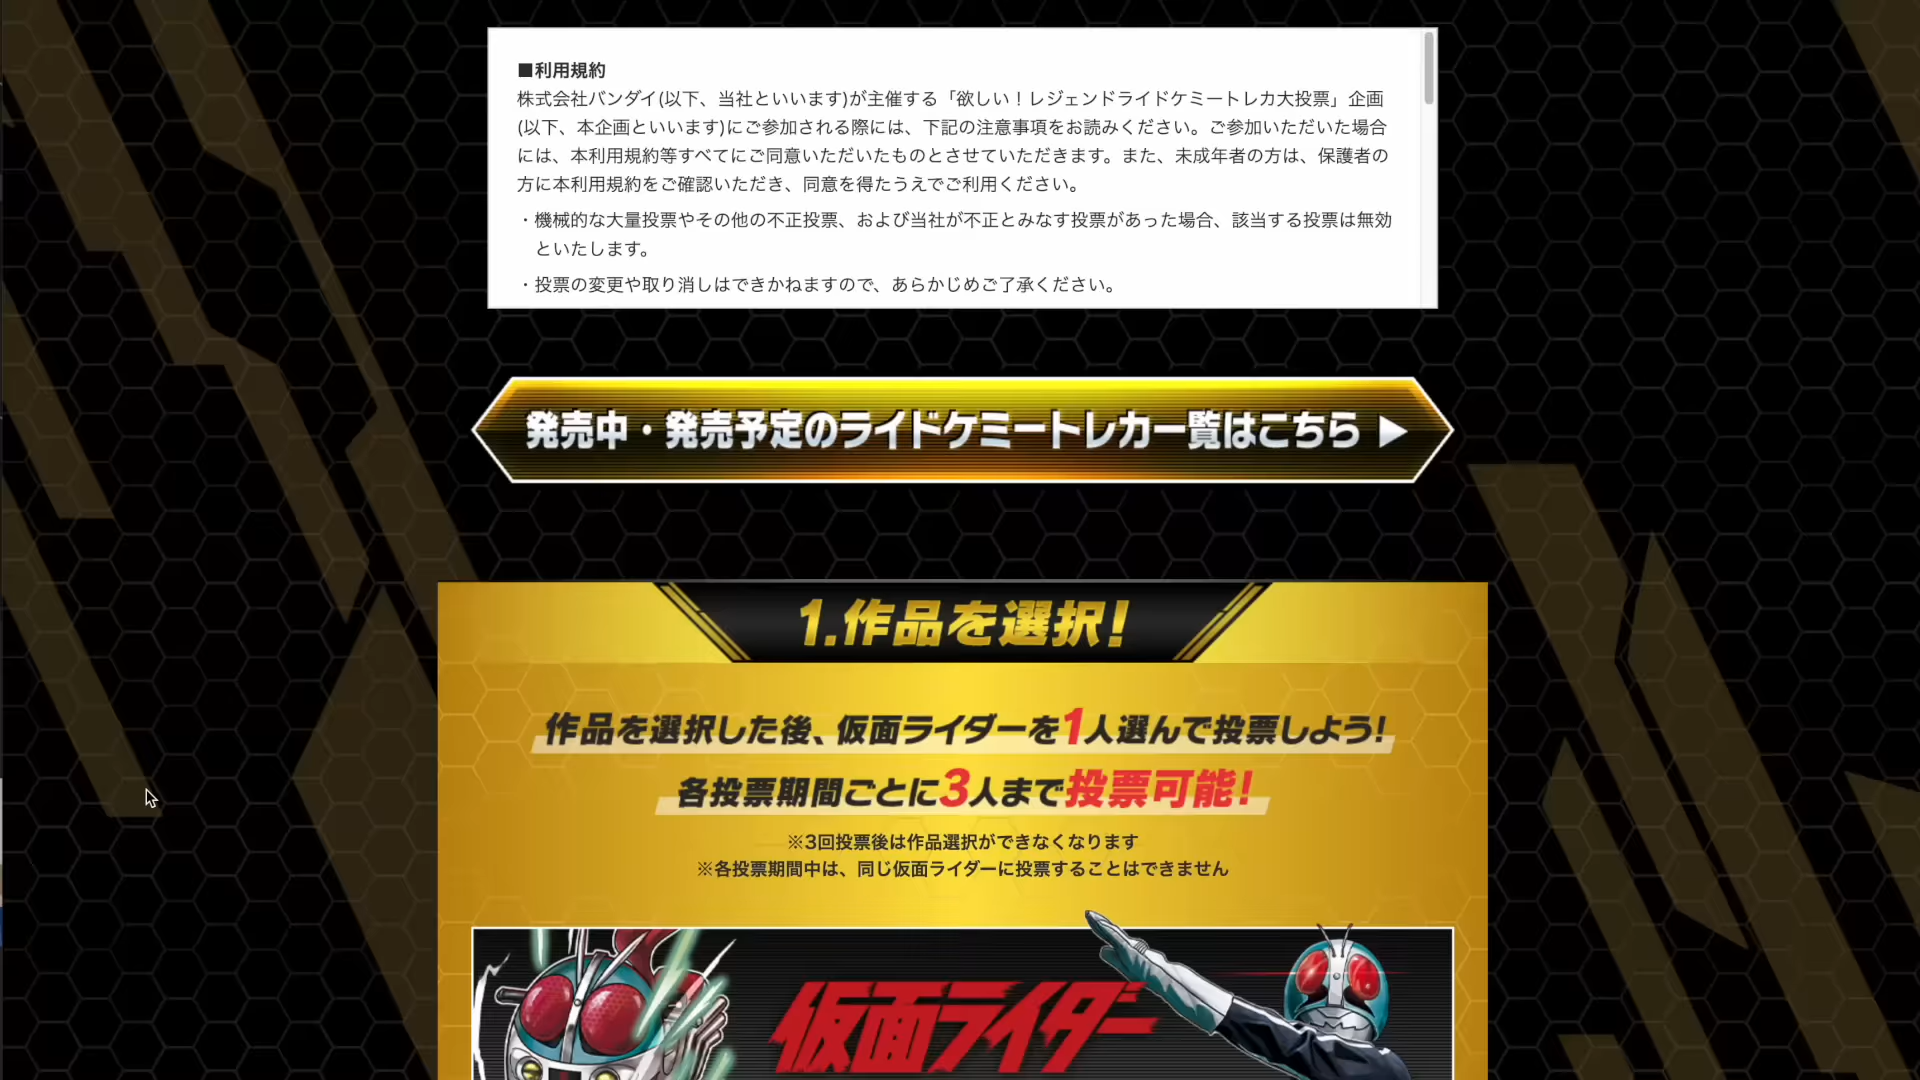 ■利用規約
株式会社バンダイ(以下、当社といいます)が主催する「欲しい！レジェンドライドケミートレカ大投票」企画
(以下、本企画といいます)にご参加される際には、下記の注意事項をお読みください。ご参加いただいた場合
には、本利用規約等すべてにご同意いただいたものとさせていただきます。また、未成年者の方は、保護者の
方に本利用規約をご確認いただき、同意を得たうえでご利用ください。
・機械的な大量投票やその他の不正投票、および当社が不正とみなす投票があった場合、該当する投票は無効
といたします。
・投票の変更や取り消しはできかねますので、あらかじめご了承ください。
発売中・発売予定のライドケミートレカ一覧はこちら ▶
1.作品を選択!
作品を選択した後、仮面ライダーを1人選んで投票しよう!
各投票期間ごとに3人まで投票可能!
※3回投票後は作品選択ができなくなります
※各投票期間中は、同じ仮面ライダーに投票することはできません
仮面ライダー